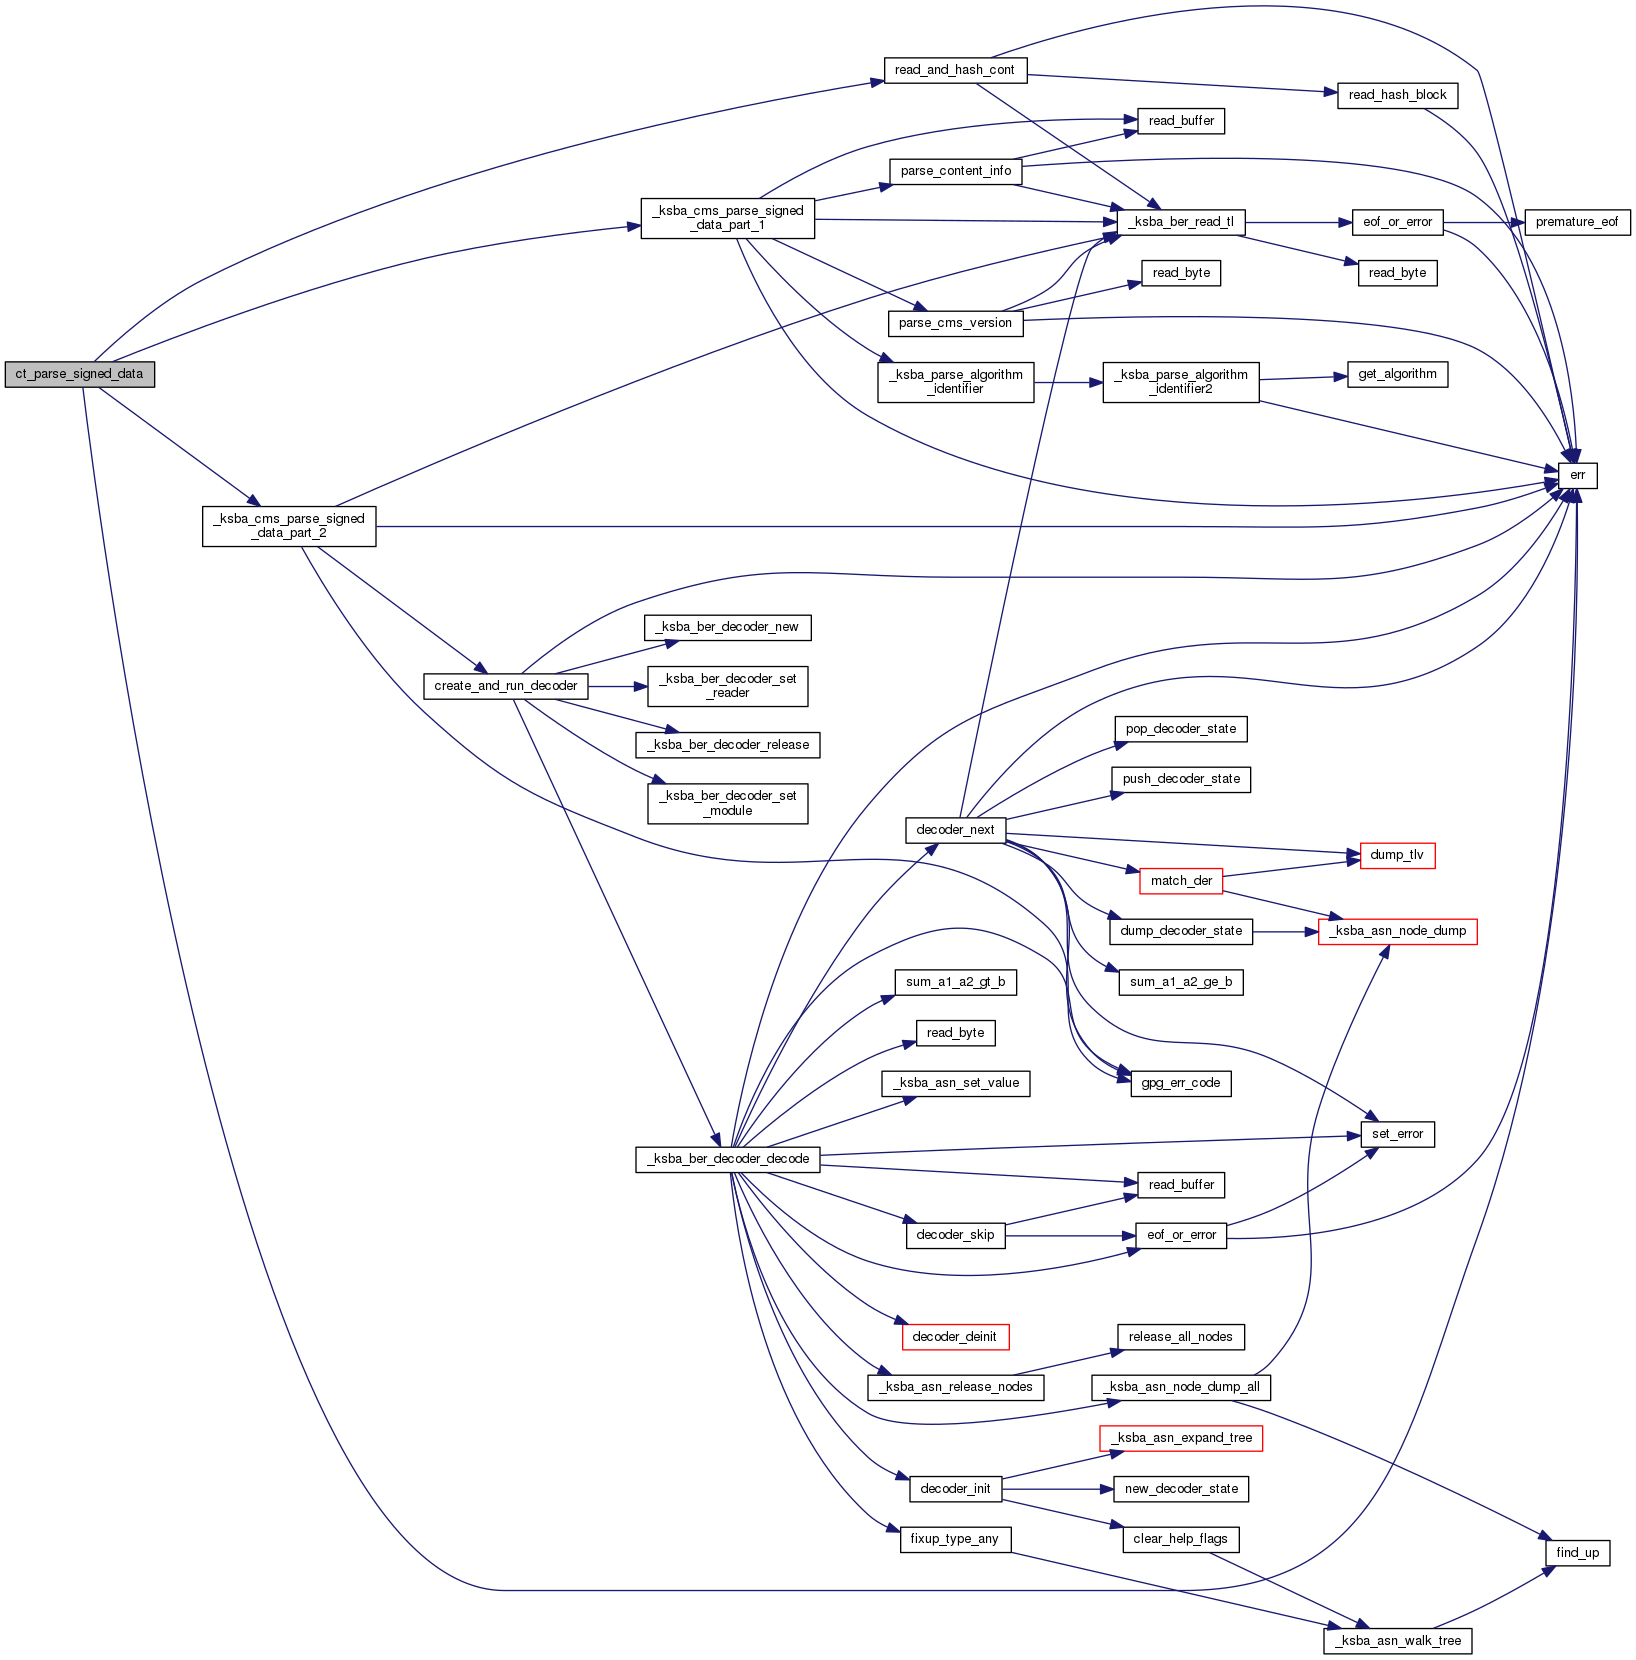 read_and_hash_cont
read_hash_block
read_buffer
parse_content_info
_ksba_cms_parse_signed
_data_part_1
_ksba_ber_read_tl
eof_or_error
premature_eof
read_byte
read_byte
parse_cms_version
ct_parse_signed_data
_ksba_parse_algorithm
_identifier
_ksba_parse_algorithm
_identifier2
get_algorithm
err
_ksba_cms_parse_signed
_data_part_2
_ksba_ber_decoder_new
create_and_run_decoder
_ksba_ber_decoder_set
_reader
_ksba_ber_decoder_release
_ksba_ber_decoder_set
_module
pop_decoder_state
push_decoder_state
decoder_next
dump_tlv
match_der
dump_decoder_state
_ksba_asn_node_dump
sum_a1_a2_gt_b
sum_a1_a2_ge_b
read_byte
_ksba_asn_set_value
gpg_err_code
set_error
_ksba_ber_decoder_decode
read_buffer
decoder_skip
eof_or_error
decoder_deinit
release_all_nodes
_ksba_asn_release_nodes
_ksba_asn_node_dump_all
_ksba_asn_expand_tree
decoder_init
new_decoder_state
fixup_type_any
clear_help_flags
find_up
_ksba_asn_walk_tree